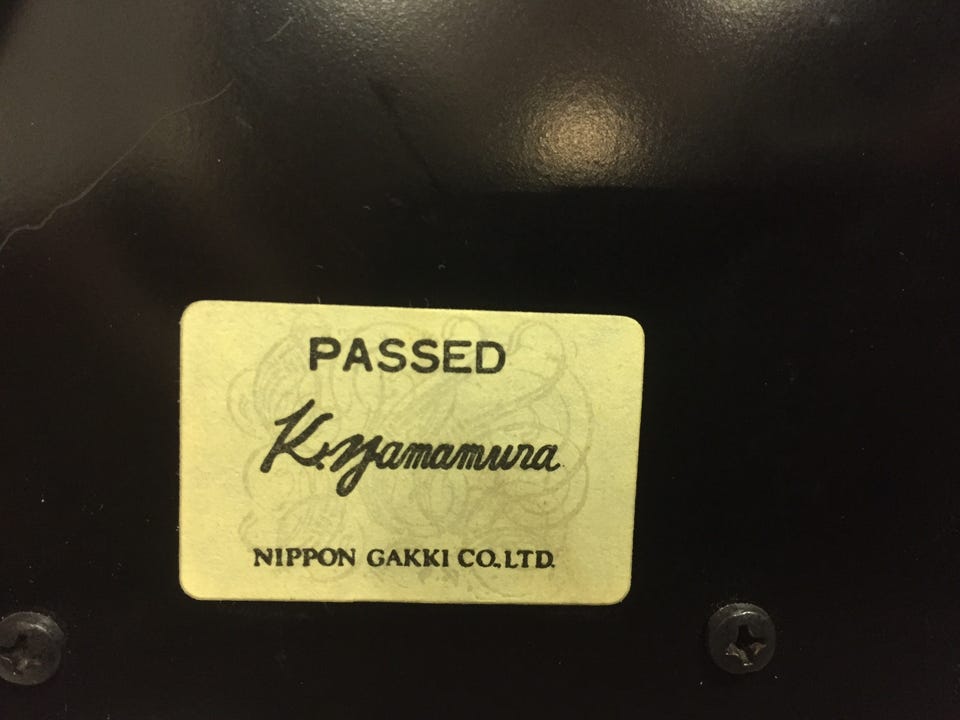 PASSED
K. Yamamura
NIPPON GAKKI CO., LTD.